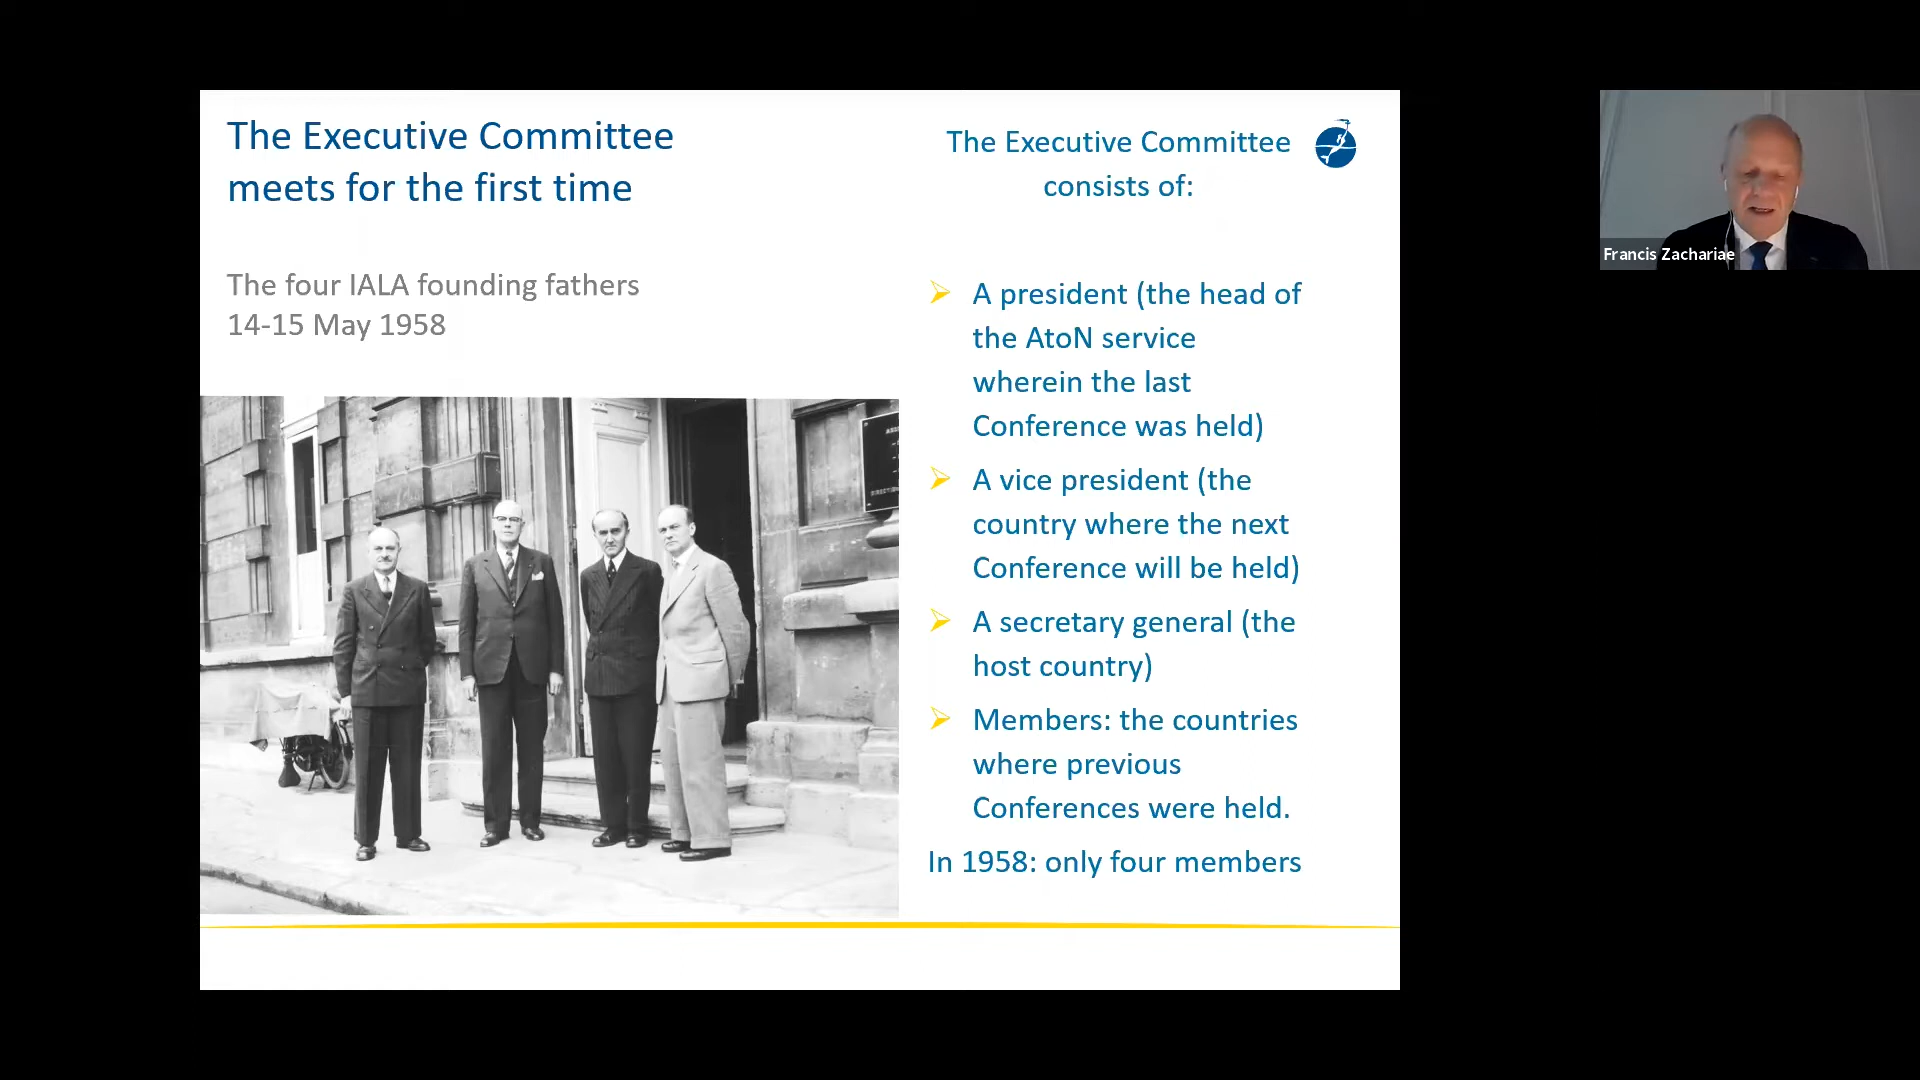 The Executive Committee
meets for the first time
The four IALA founding fathers
14-15 May 1958
The Executive Committee
consists of:
A president (the head of
the AtoN service
wherein the last
Conference was held)
A vice president (the
country where the next
Conference will be held)
A secretary general (the
host country)
Members: the countries
where previous
Conferences were held.
In 1958: only four members
Francis Zachariae